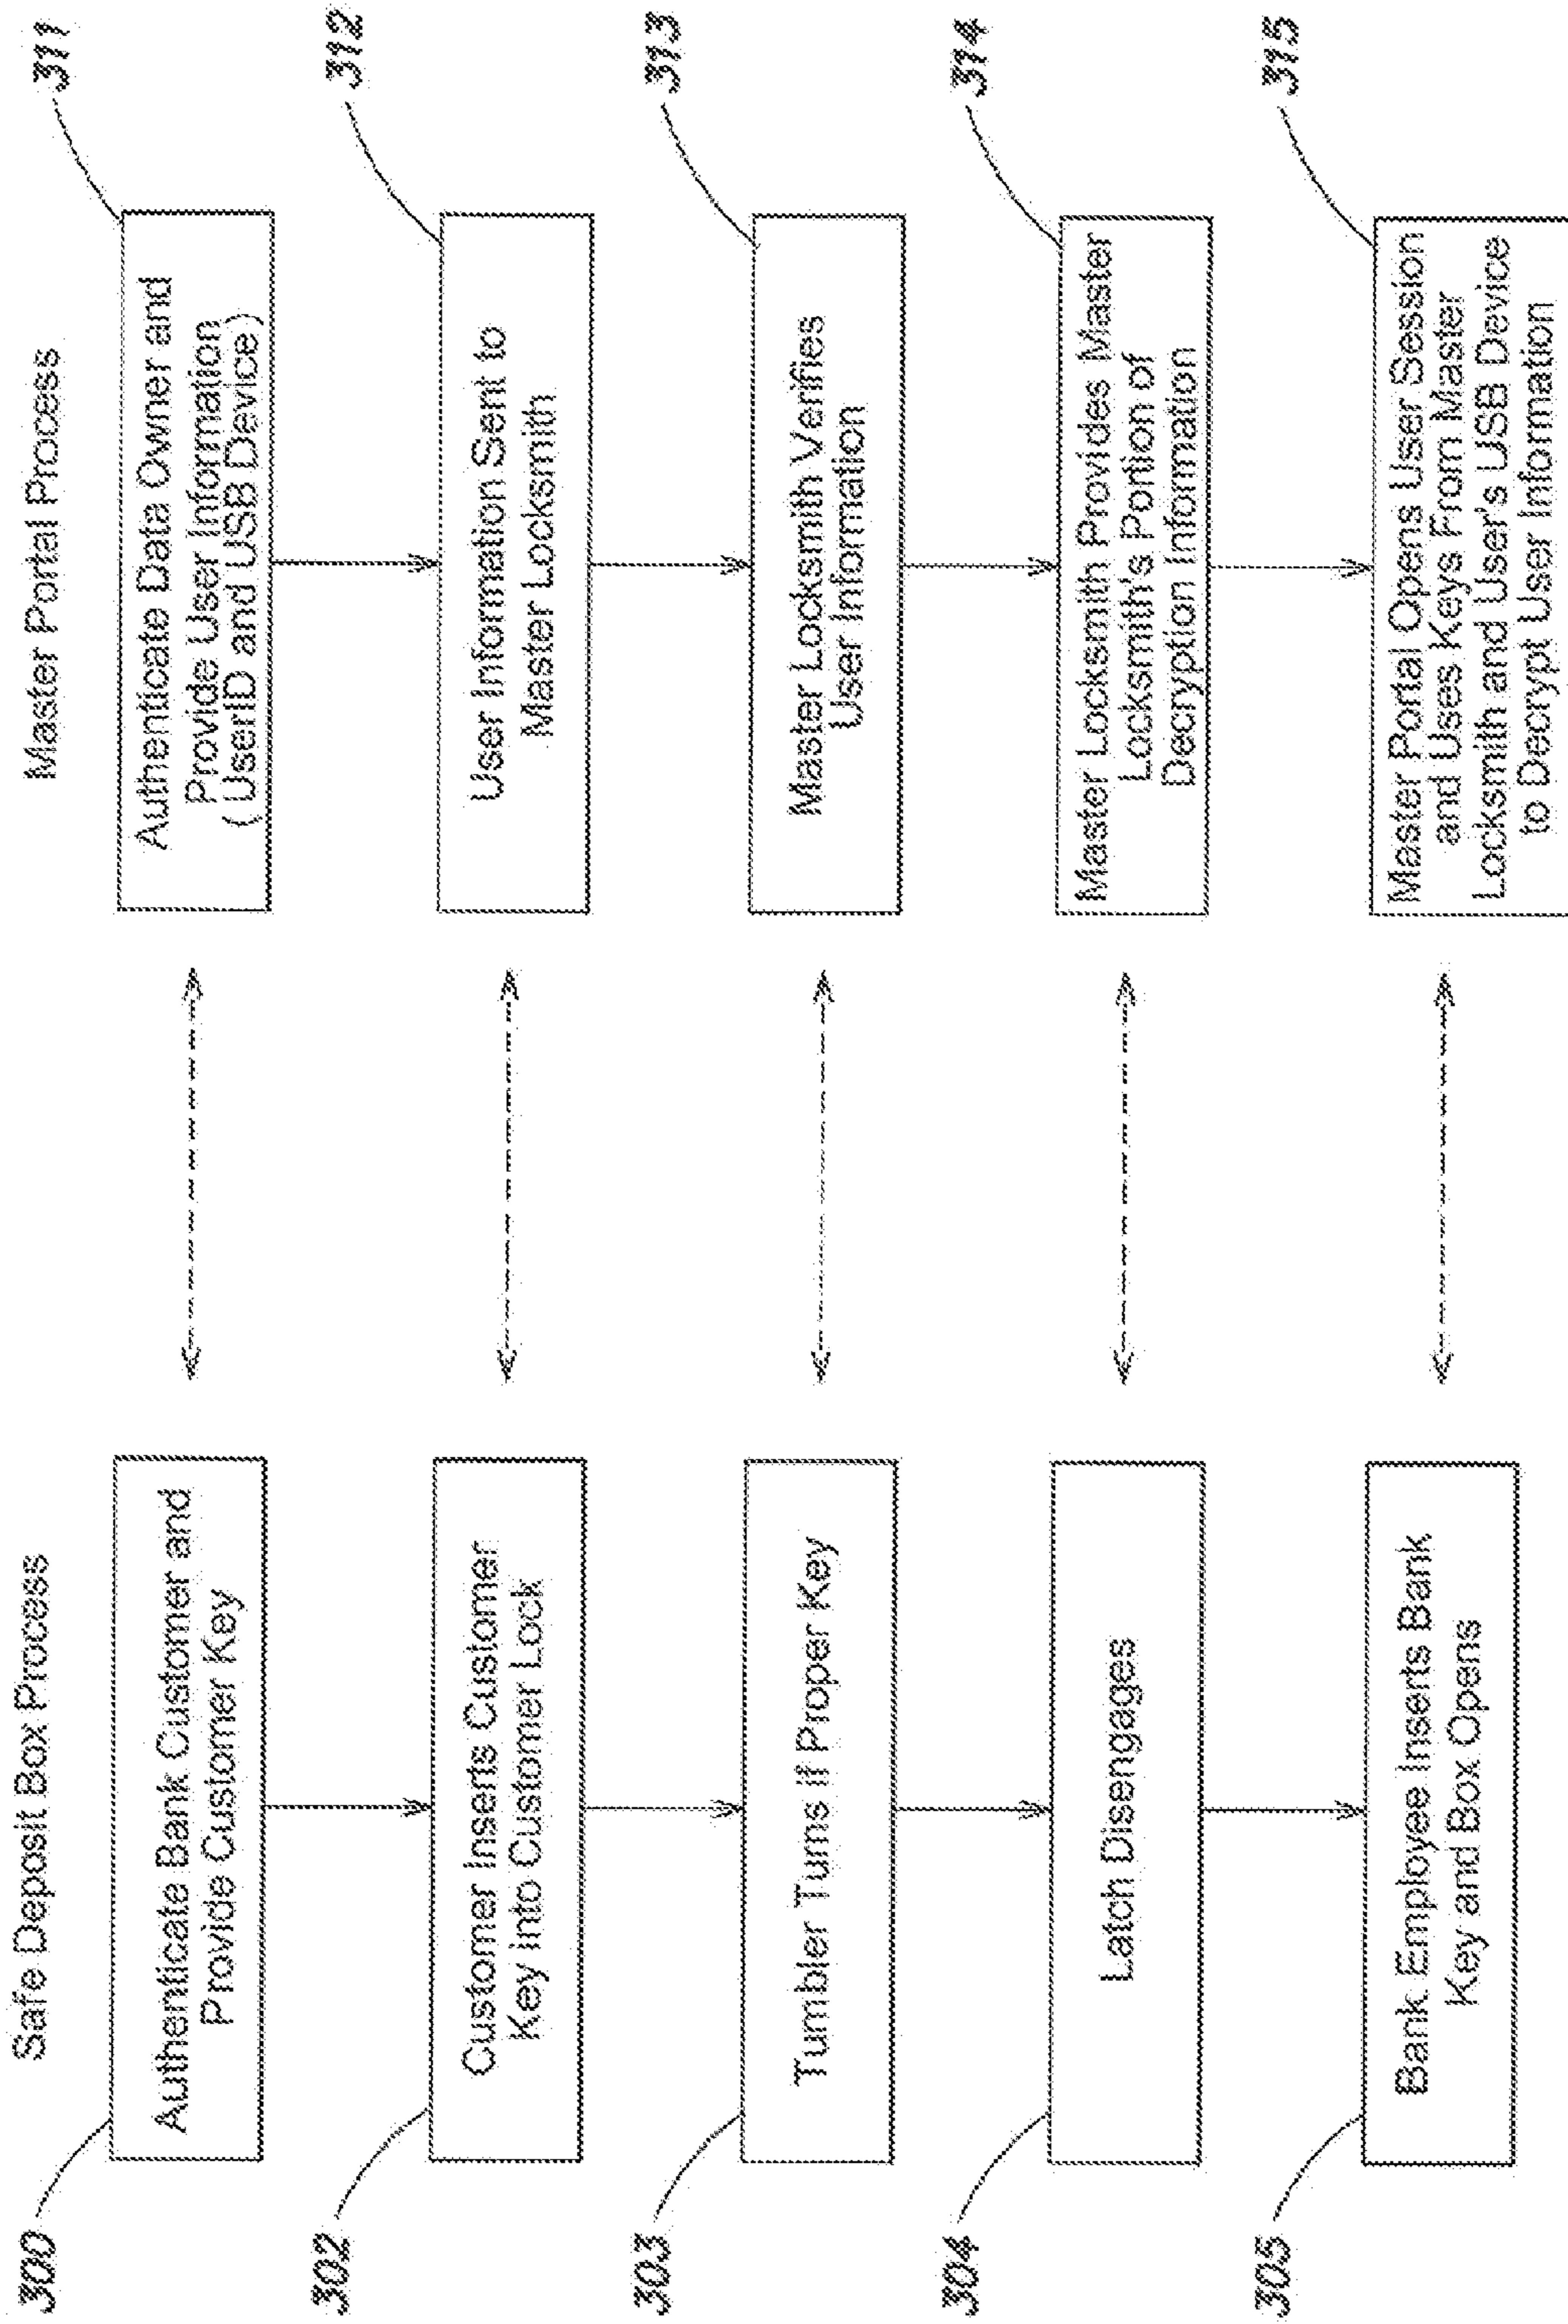 Safe Deposit Box Process
300
Authenticate Bank Customer and
Provide Customer Key
302
Customer Inserts Customer
Key into Customer Lock
303
Tumbler Turns if Proper Key
304
Latch Disengages
305
Bank Employee Inserts Bank
Key and Box Opens
Master Portal Process
311
Authenticate Data Owner and
Provide User Information
(UserID and USB Device)
312
User Information Sent to
Master Locksmith
313
Master Locksmith Verifies
User Information
314
Master Locksmith Provides Master
Locksmith's Portion of
Decryption Information
315
Master Portal Opens User Session
and Uses Keys From Master
Locksmith and User's USB Device
to Decrypt User Information